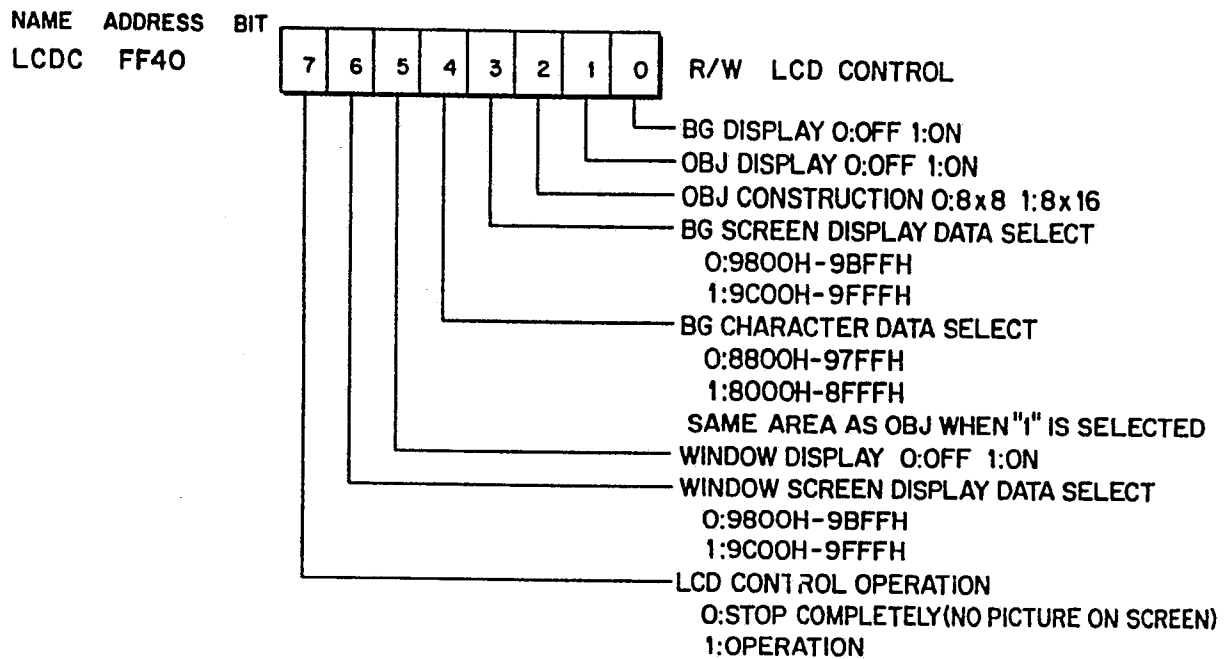 NAME ADDRESS BIT
LCDC FF40 7 6 5 4 3 2 1 0 R/W LCD CONTROL
BG DISPLAY 0:OFF 1:ON
OBJ DISPLAY 0:OFF 1:ON
OBJ CONSTRUCTION 0:8x8 1:8x16
BG SCREEN DISPLAY DATA SELECT
0:9800H-9BFFH
1:9C00H-9FFFH
BG CHARACTER DATA SELECT
0:8800H-97FFH
1:8000H-8FFFH
SAME AREA AS OBJ WHEN "1" IS SELECTED
WINDOW DISPLAY 0:OFF 1:ON
WINDOW SCREEN DISPLAY DATA SELECT
0:9800H-9BFFH
1:9C00H-9FFFH
LCD CONTROL OPERATION
0:STOP COMPLETELY(NO PICTURE ON SCREEN)
1:OPERATION